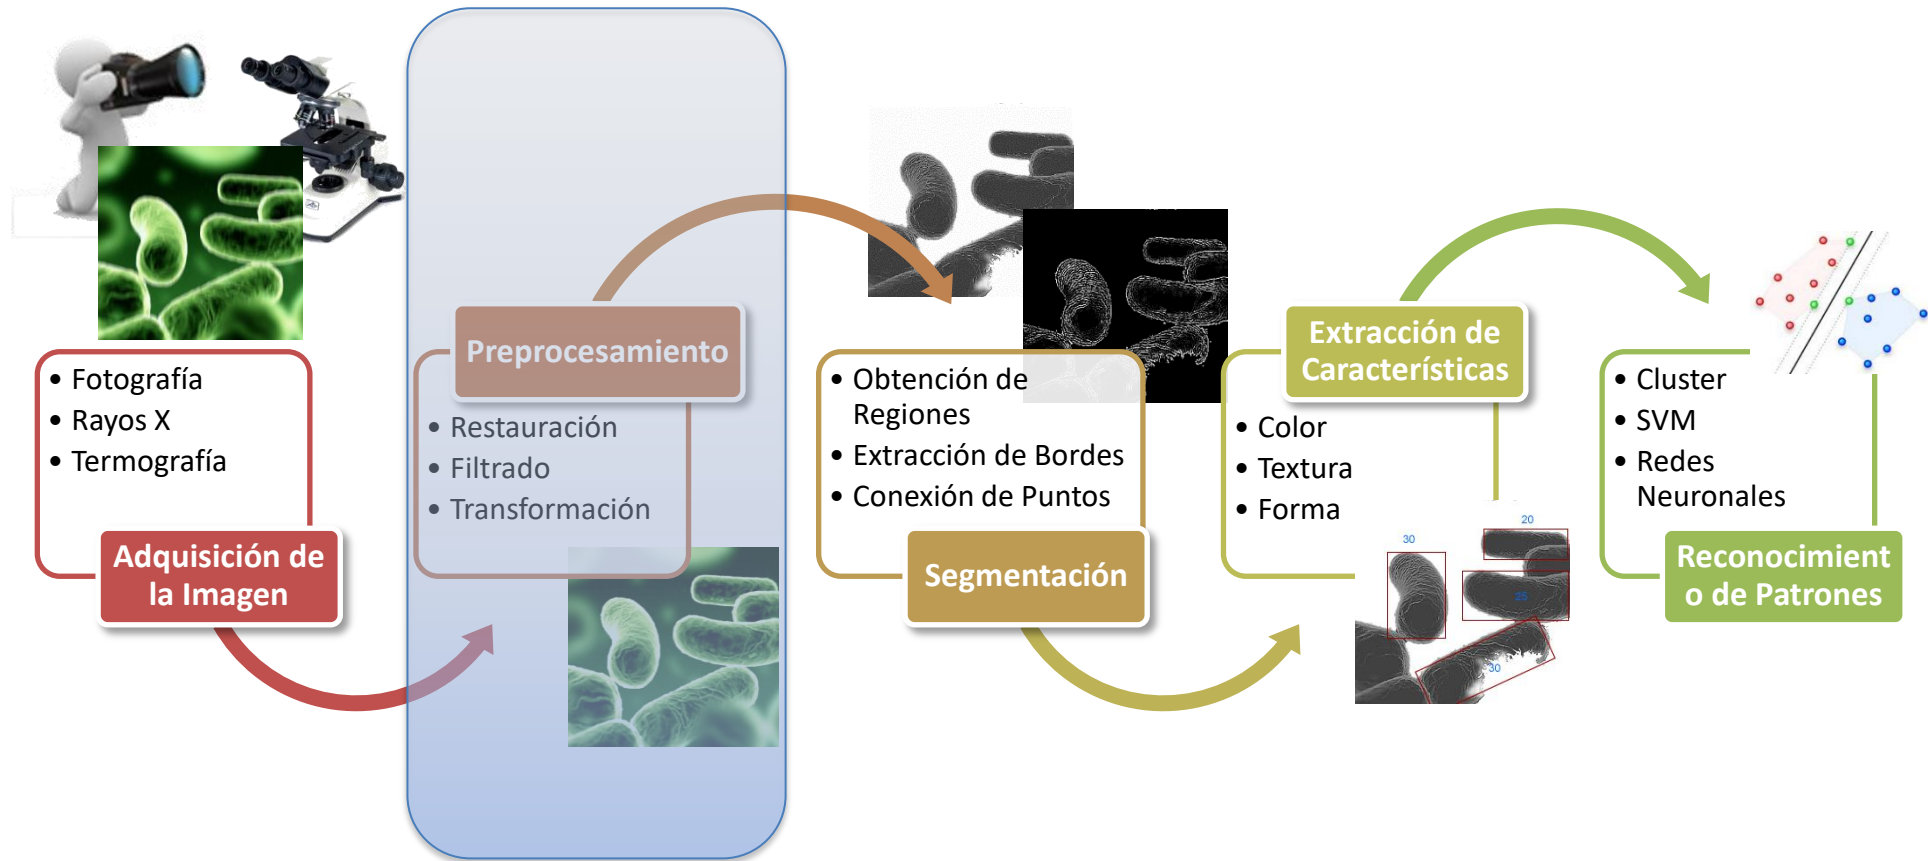 • Fotografía
• Rayos X
• Termografía
Adquisición de
la Imagen
Preprocesamiento
• Restauración
• Filtrado
• Transformación
• Obtención de
Regiones
• Extracción de Bordes
• Conexión de Puntos
Segmentación
Extracción de
Características
• Color
• Textura
• Forma
20
30
25
30
• Cluster
• SVM
• Redes
Neuronales
Reconocimient
o de Patrones